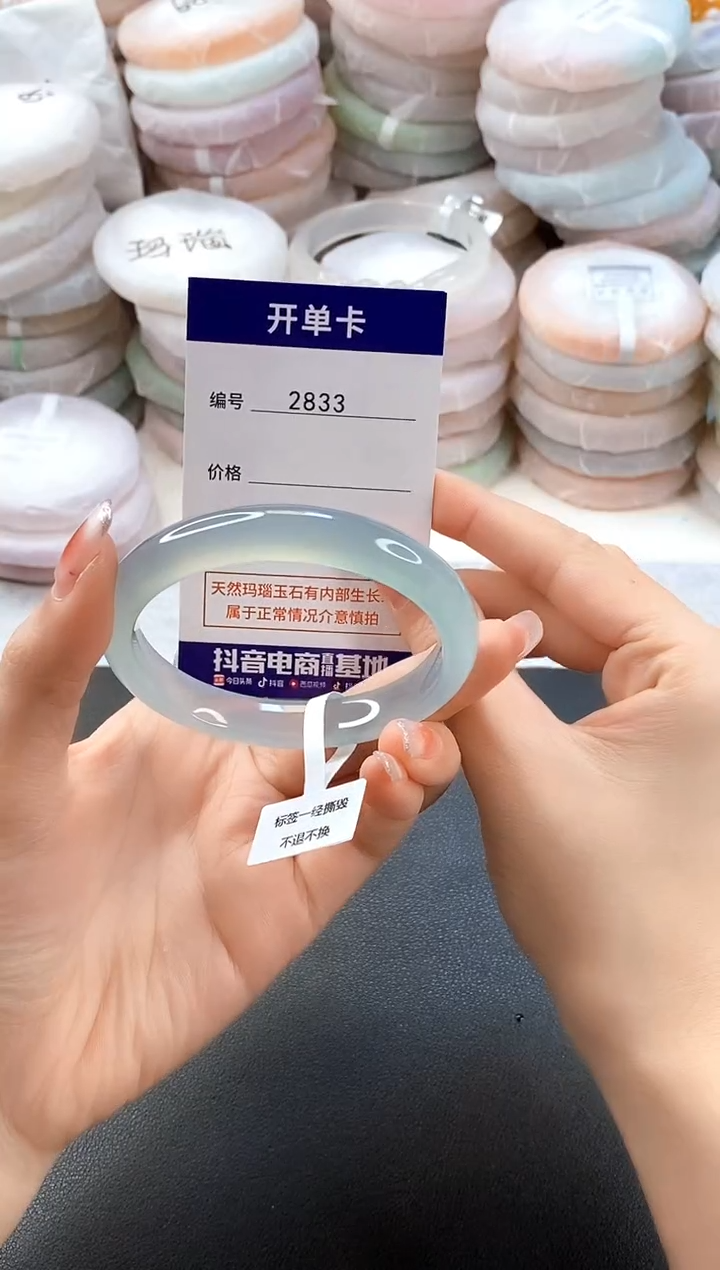 玛瑙
开单卡
编号 2833
价格
天然玛瑙玉石有内部生长
属于正常情况介意慎拍
抖音电商直播基地
今日头条 抖音 西瓜视频
标签一经撕毁
不退不换